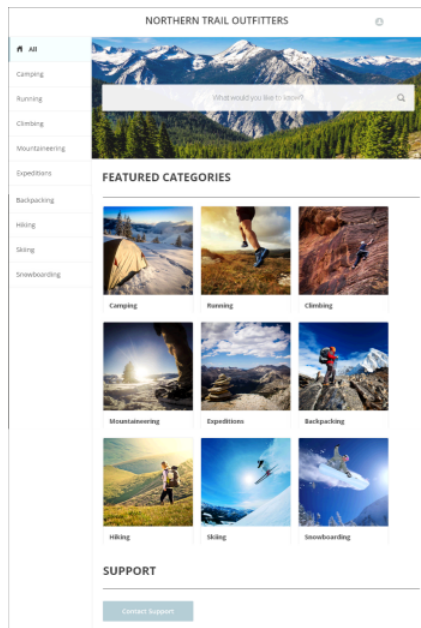 NORTHERN TRAIL OUTFITTERS
All
Camping
Running
Climbing
Mountaineering
Expeditions
Backpacking
Hiking
Skiing
Snowboarding
What would you like to know?
FEATURED CATEGORIES
Camping
Running
Climbing
Mountaineering
Expeditions
Backpacking
Hiking
Skiing
Snowboarding
SUPPORT
Contact Support